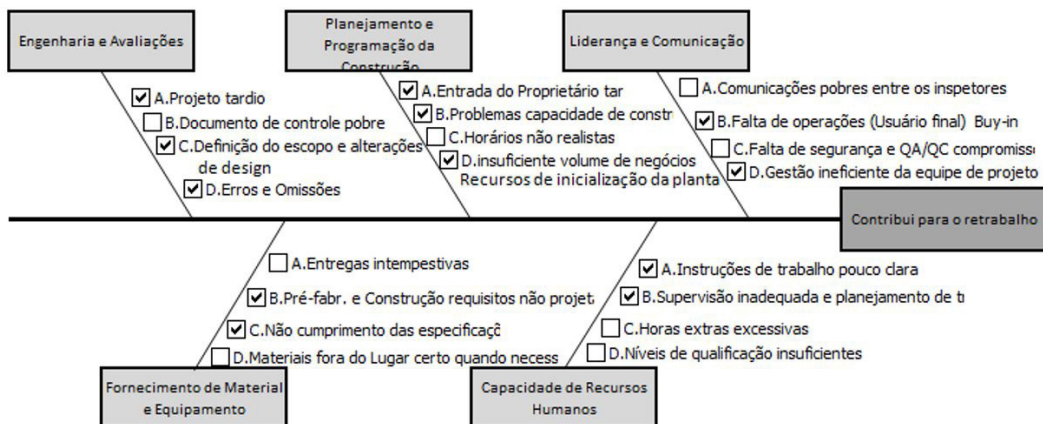 Engenharia e Avaliações
A.Projeto tardio
B.Documento de controle pobre
C.Definição do escopo e alterações
de design
D.Erros e Omissões
Planejamento e
Programação da
Construção
A.Entrada do Proprietário tar
B.Problemas capacidade de constr
C.Horários não realistas
D.insuficiente volume de negócios
Recursos de inicialização da planta
Liderança e Comunicação
A.Comunicações pobres entre os inspetores
B.Falta de operações (Usuário final) Buy-in
C.Falta de segurança e QA/QC compromiss
D.Gestão ineficiente da equipe de projeto
Contribui para o retrabalho
A.Entregas intempestivas
B.Pré-fabr. e Construção requisitos não projet
C.Não cumprimento das especificaçõ
D.Materiais fora do Lugar certo quando necess
Fornecimento de Material
e Equipamento
A.Instruções de trabalho pouco clara
B.Supervisão inadequada e planejamento de tr
C.Horas extras excessivas
D.Níveis de qualificação insuficientes
Capacidade de Recursos
Humanos